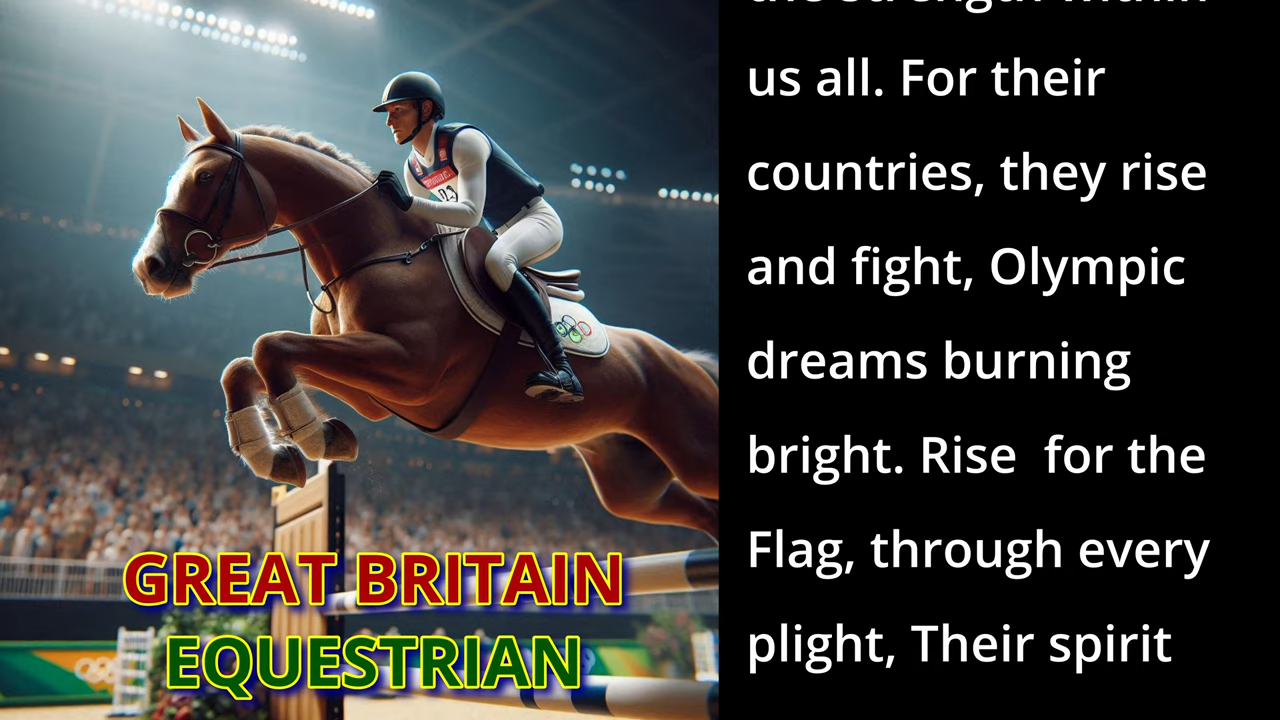 GREAT BRITAIN
EQUESTRIAN
us all. For their
countries, they rise
and fight, Olympic
dreams burning
bright. Rise  for the
Flag, through every
plight, Their spirit